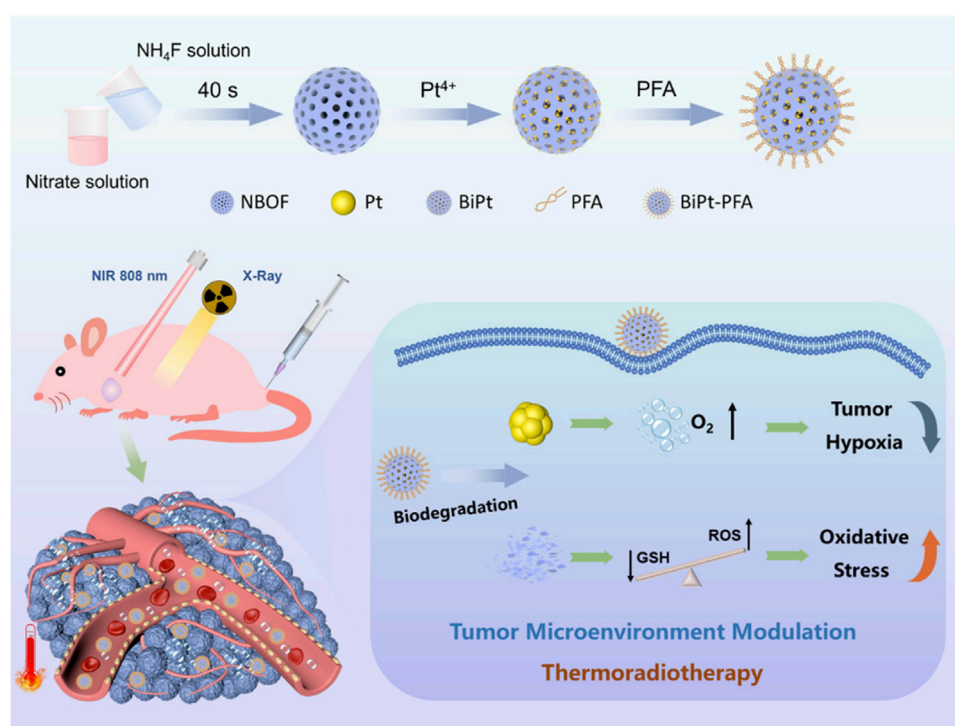 NH₄F solution
40 s
Pt⁴⁺
PFA
Nitrate solution
NBOF
Pt
BiPt
PFA
BiPt-PFA
NIR 808 nm
X-Ray
O₂
Tumor
Hypoxia
Biodegradation
GSH
ROS
Oxidative
Stress
Tumor Microenvironment Modulation
Thermoradiotherapy